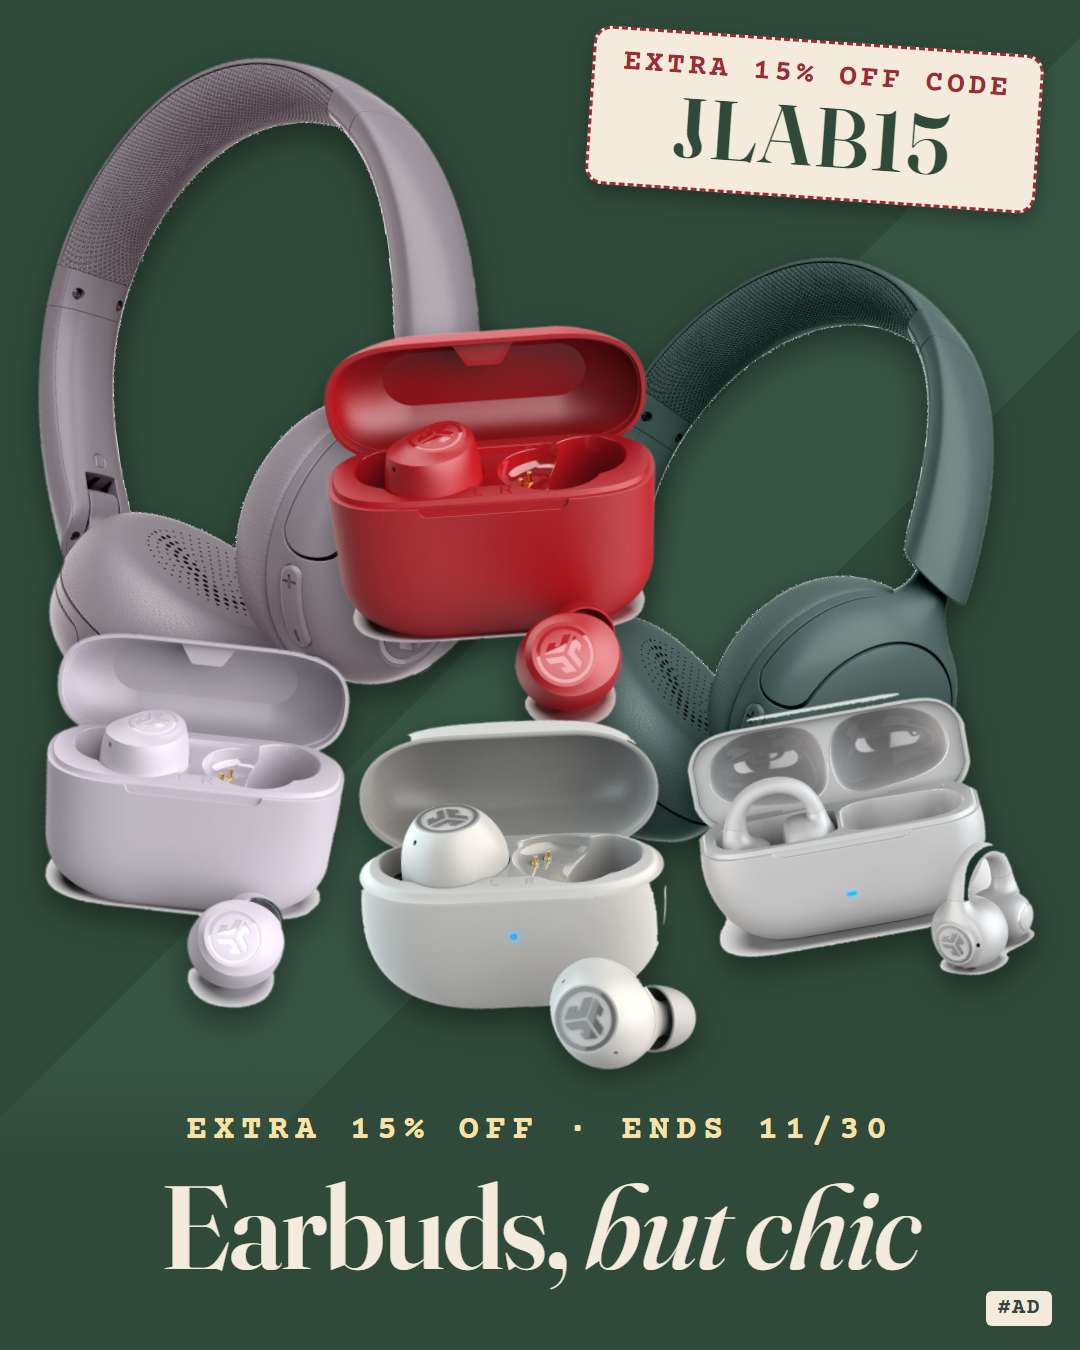 EXTRA 15% OFF CODE
JLAB15
L R
L R
L R
EXTRA 15% OFF · ENDS 11/30
Earbuds, but chic
#AD